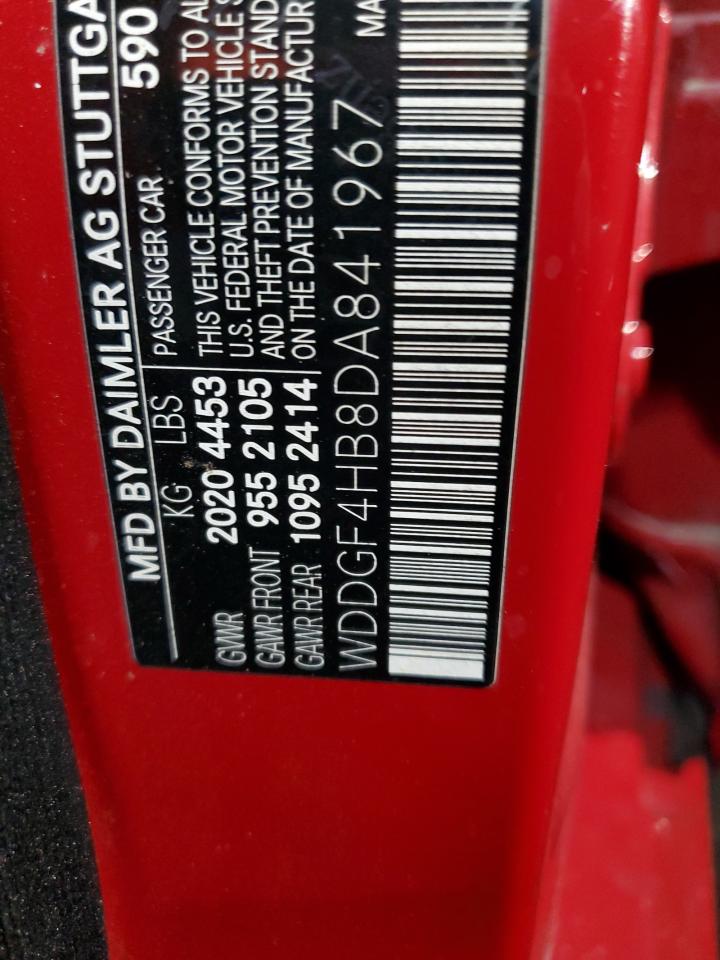 MFD BY DAIMLER AG STUTTGA
590
KG LBS
PASSENGER CAR
GVWR 2020 4453
GAWR FRONT 955 2105
GAWR REAR 1095 2414
THIS VEHICLE CONFORMS TO AL
U.S. FEDERAL MOTOR VEHICLE S
AND THEFT PREVENTION STAND
ON THE DATE OF MANUFACTUR
WDDGF4HB8DA841967
MA